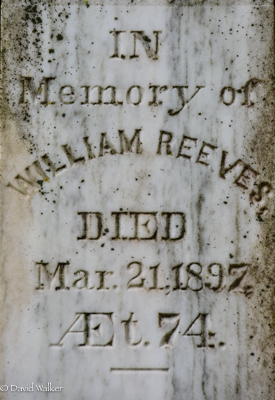 IN
Memory of
WILLIAM REEVES.
DIED
Mar. 21.1897.
Æt. 74.
© David Walker